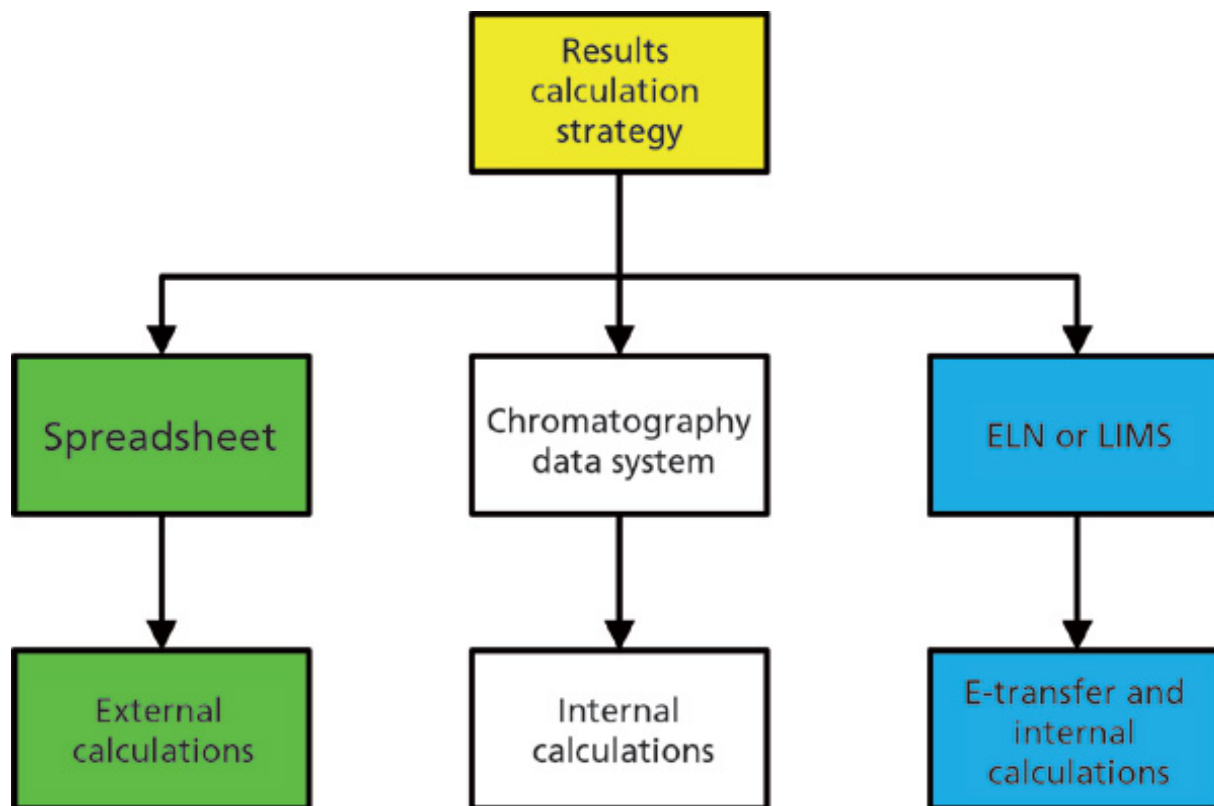 Results
calculation
strategy
Spreadsheet
Chromatography
data system
ELN or LIMS
External
calculations
Internal
calculations
E-transfer and
internal
calculations